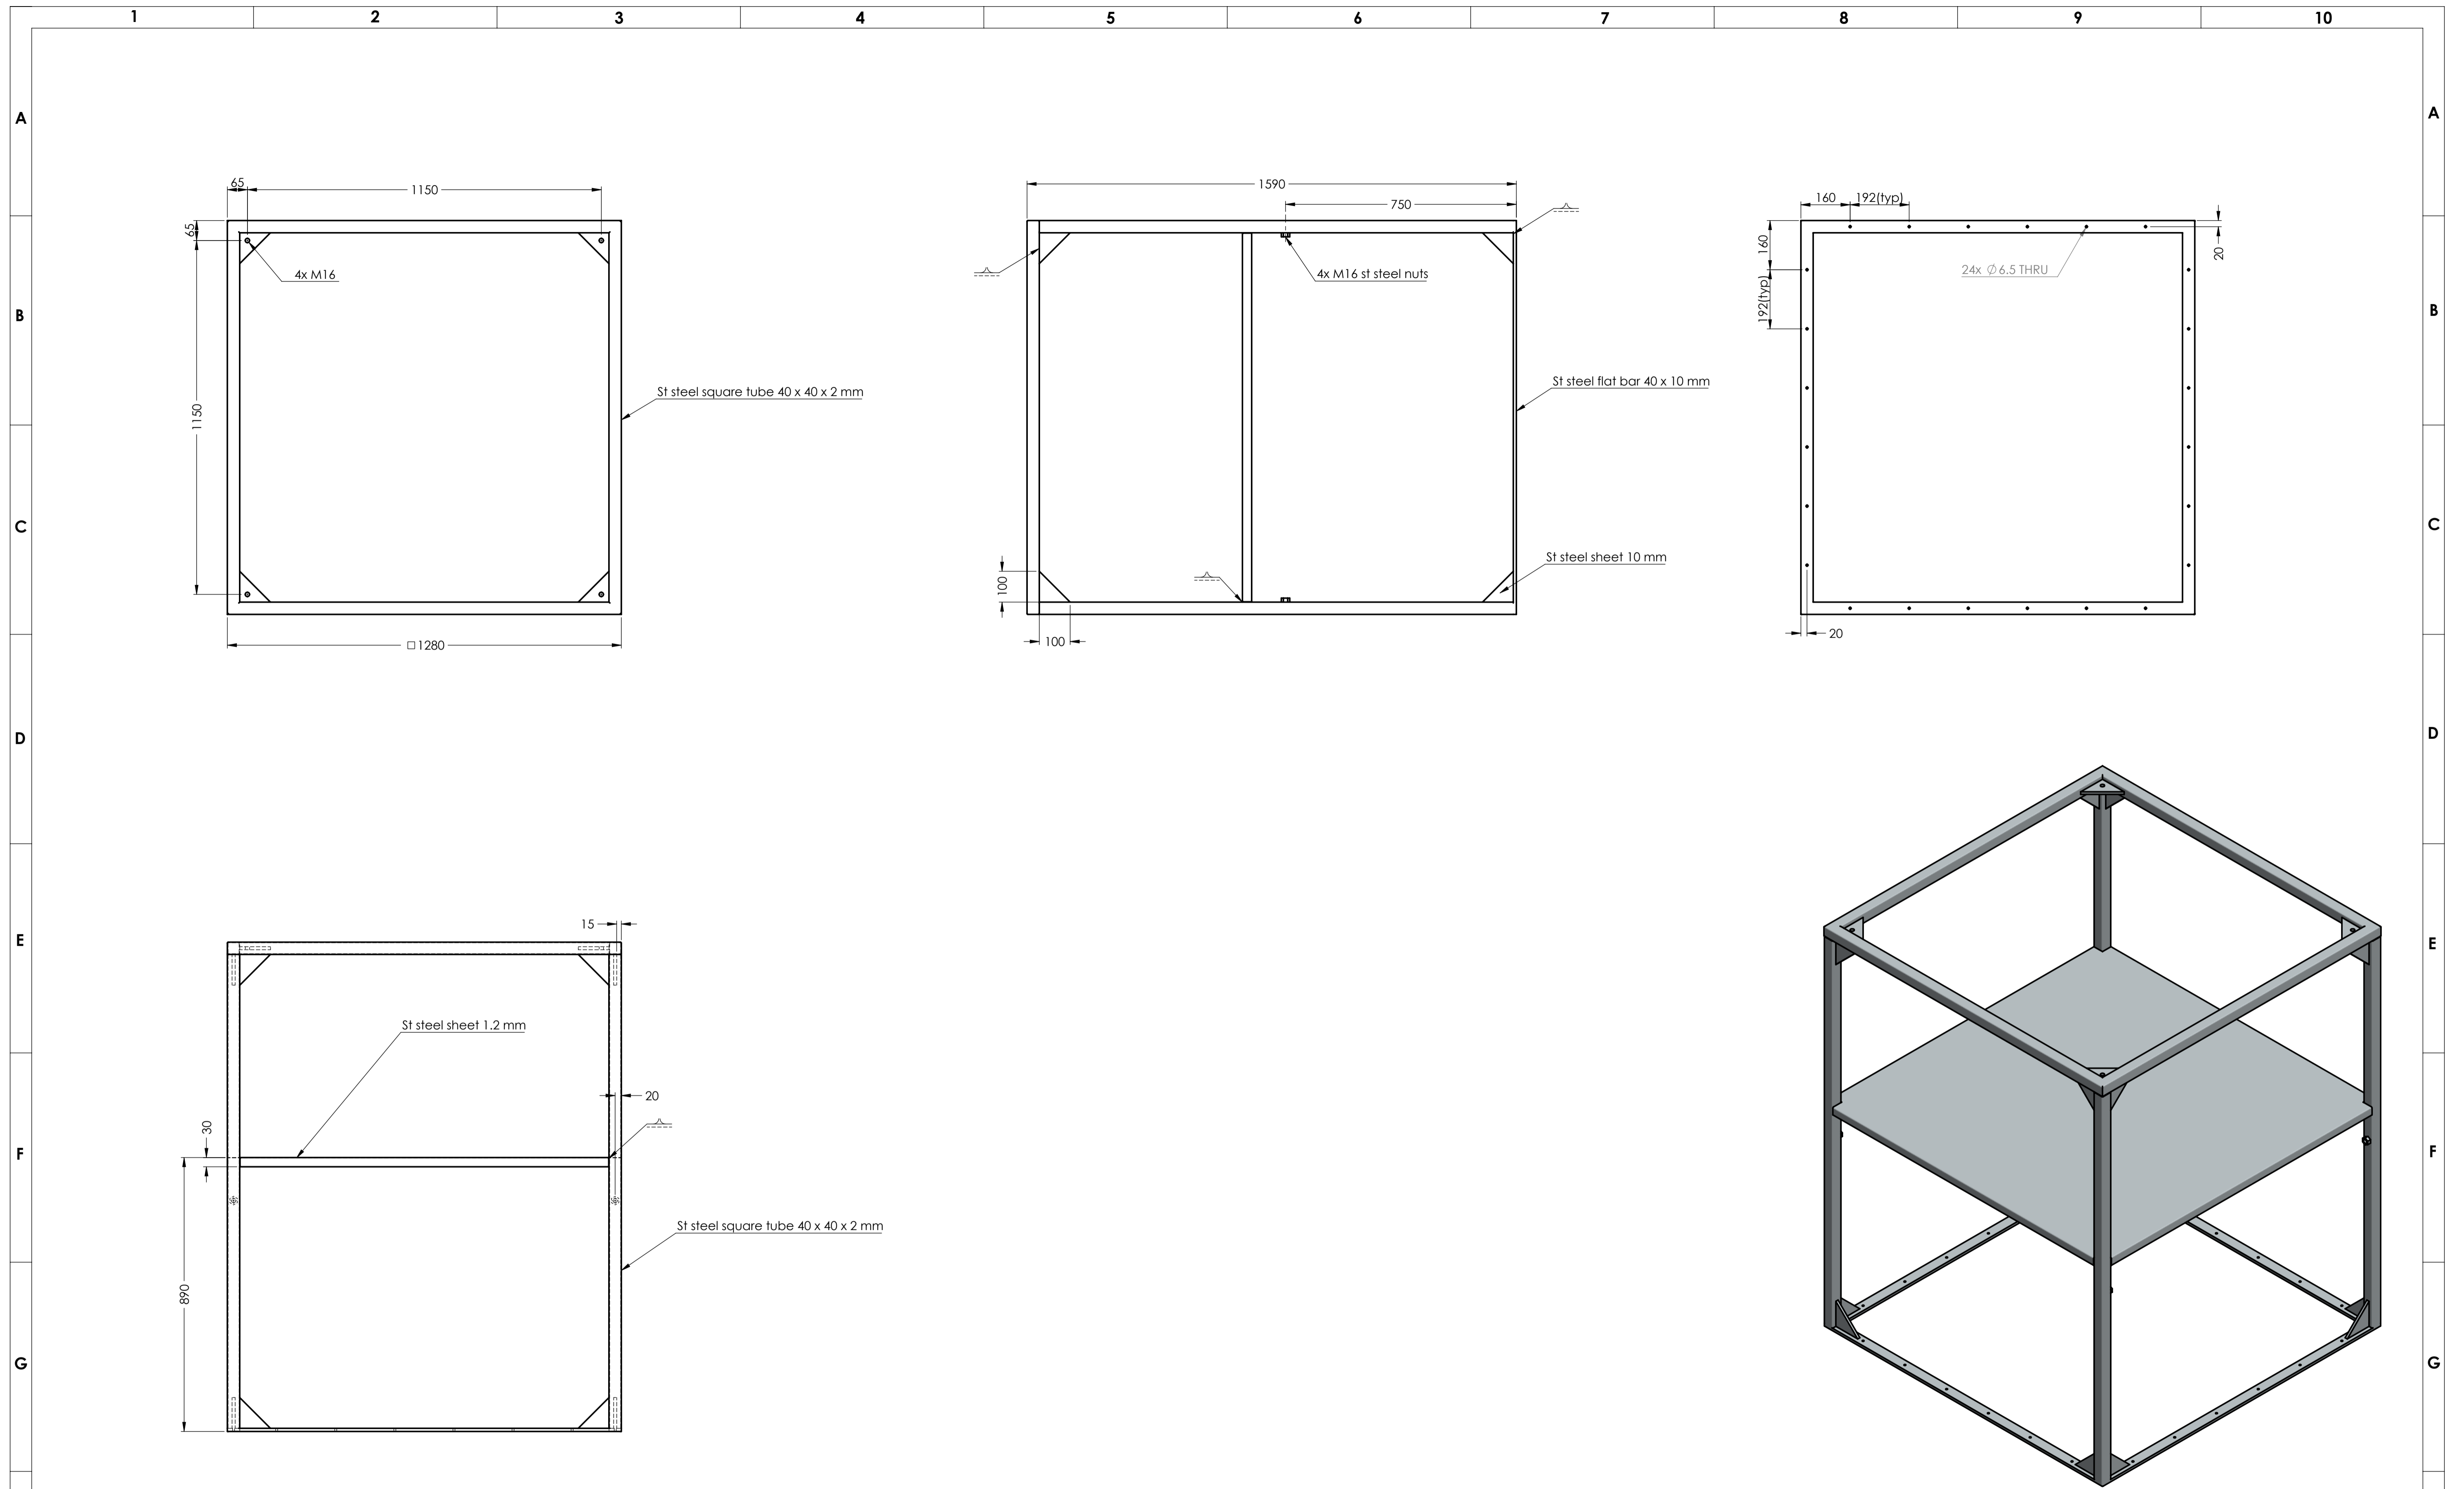 1 2 3 4 5 6 7 8 9 10
A A
65 1150
1590
750
160 192(typ)
65
4x M16
4x M16 st steel nuts
160
24x ∅ 6.5 THRU
20
B B
192(typ)
1150
St steel square tube 40 x 40 x 2 mm
St steel flat bar 40 x 10 mm
C C
St steel sheet 10 mm
100
100
20
□ 1280
D D
15
E E
St steel sheet 1.2 mm
20
30
F F
St steel square tube 40 x 40 x 2 mm
890
G G